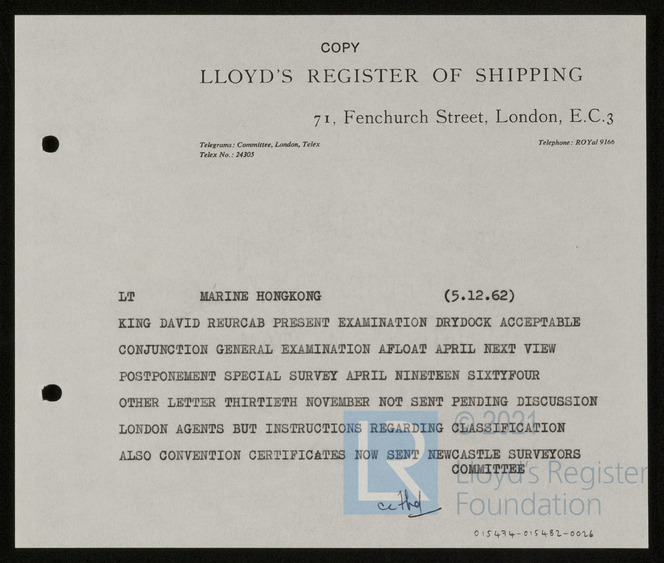 COPY
LLOYD'S REGISTER OF SHIPPING
71, Fenchurch Street, London, E.C.3
Telegrams: Committee, London, Telex
Telex No.: 24305
Telephone: ROYal 9166
LT MARINE HONGKONG (5.12.62)
KING DAVID REURCAB PRESENT EXAMINATION DRYDOCK ACCEPTABLE
CONJUNCTION GENERAL EXAMINATION AFLOAT APRIL NEXT VIEW
POSTPONEMENT SPECIAL SURVEY APRIL NINETEEN SIXTYFOUR
OTHER LETTER THIRTIETH NOVEMBER NOT SENT PENDING DISCUSSION
LONDON AGENTS BUT INSTRUCTIONS REGARDING CLASSIFICATION
ALSO CONVENTION CERTIFICATES NOW SENT NEWCASTLE SURVEYORS
COMMITTEE
LR
© 2021
Lloyd's Register
Foundation
015474-015482-0026